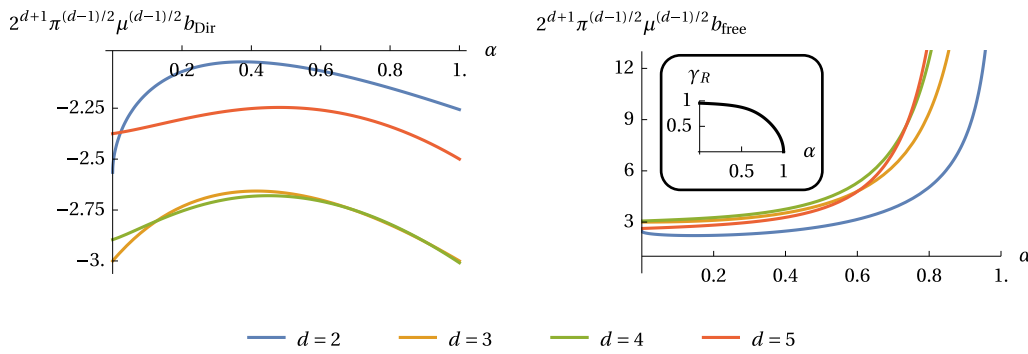 2^{d+1} π^{(d-1)/2} μ^{(d-1)/2} b_Dir
α
0.2 0.4 0.6 0.8 1.
−2.25
−2.5
−2.75
−3.
2^{d+1} π^{(d-1)/2} μ^{(d-1)/2} b_free
12
9
6
3
0.2 0.4 0.6 0.8 1.
α
γ_R
1
0.5
0.5 1
α
d = 2 d = 3 d = 4 d = 5